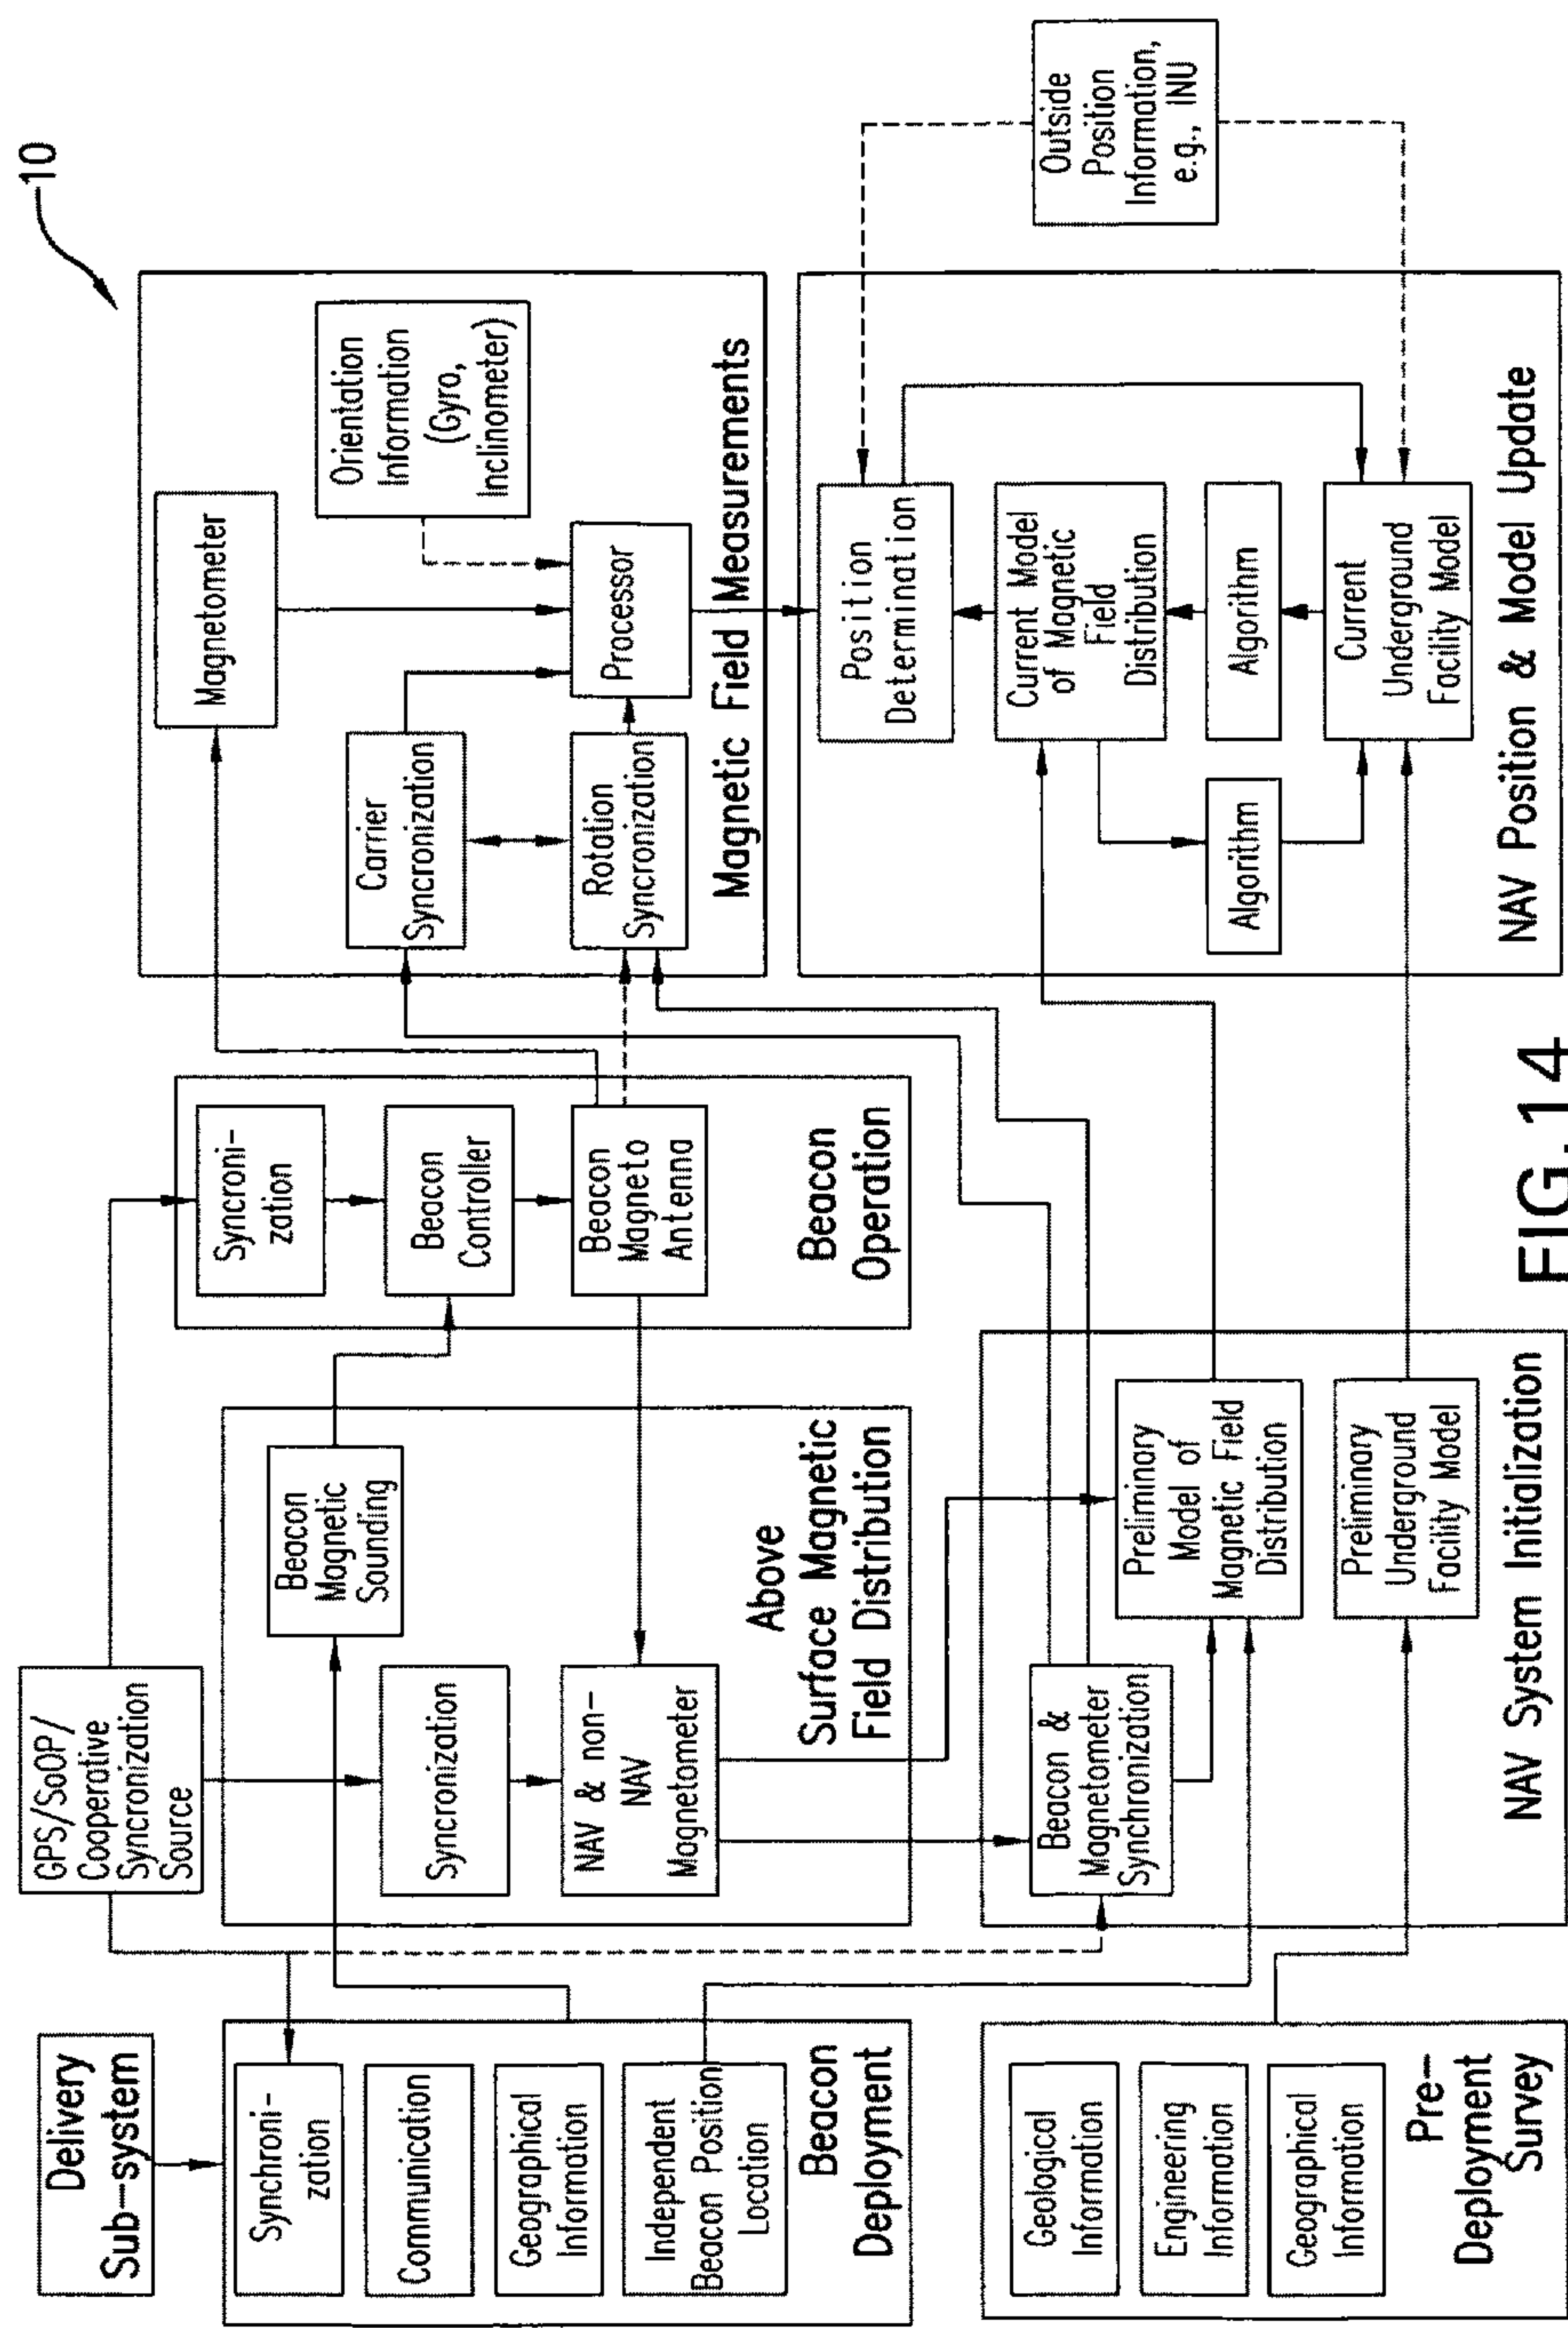 10
Delivery
Sub-system
GPS/SoOP/
Cooperative
Syncronization
Source
Synchroni-
zation
Communication
Geographical
Information
Independent
Beacon Position
Location
Beacon
Deployment
Beacon
Magnetic
Sounding
Syncronization
NAV & non-
NAV
Magnetometer
Above
Surface Magnetic
Field Distribution
Syncroni-
zation
Beacon
Controller
Beacon
Magneto
Antenna
Beacon
Operation
Magnetometer
Orientation
Information
(Gyro,
Inclinometer)
Carrier
Syncronization
Rotation
Syncronization
Processor
Magnetic Field Measurements
Geological
Information
Engineering
Information
Geographical
Information
Pre-
Deployment
Survey
Beacon &
Magnetometer
Synchronization
Preliminary
Model of
Magnetic Field
Distribution
Preliminary
Underground
Facility Model
NAV System Initialization
Position
Determination
Current Model
of Magnetic
Field
Distribution
Algorithm
Algorithm
Current
Underground
Facility Model
NAV Position & Model Update
Outside
Position
Information,
e.g., INU
FIG.14